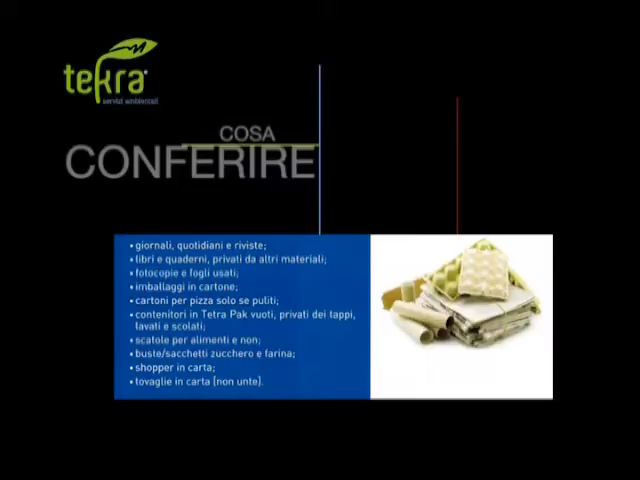 tekra
servizi ambientali
COSA
CONFERIRE
• giornali, quotidiani e riviste;
• libri e quaderni, privati da altri materiali;
• fotocopie e fogli usati;
• imballaggi in cartone;
• cartoni per pizza solo se puliti;
• contenitori in Tetra Pak vuoti, privati dei tappi,
lavati e scolati;
• scatole per alimenti e non;
• buste/sacchetti zucchero e farina;
• shopper in carta;
• tovaglie in carta (non unte).